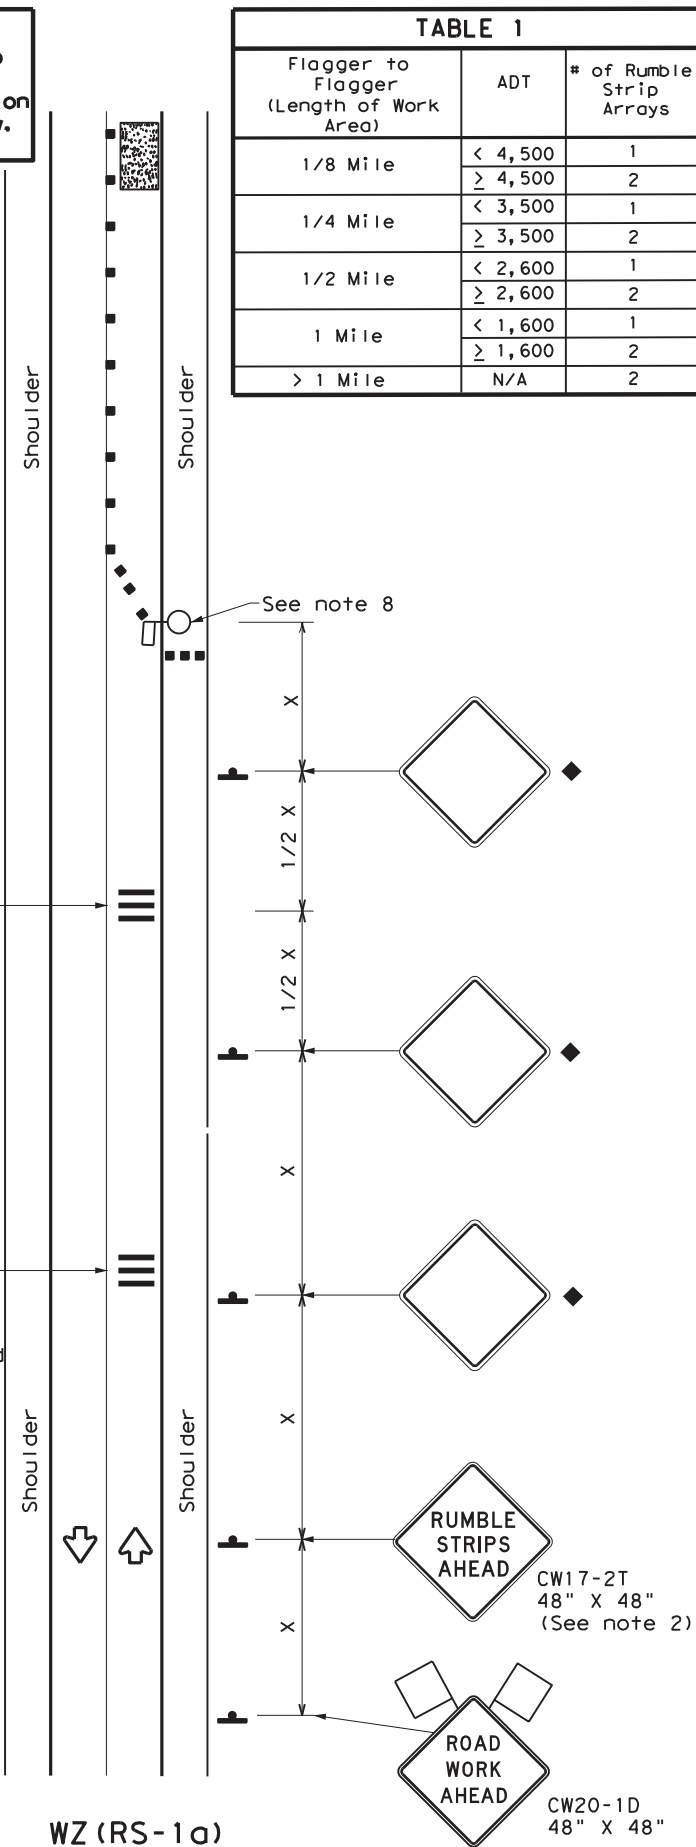 on
TABLE 1
Flagger to
Flagger
(Length of Work
Area)
ADT
# of Rumble
Strip
Arrays
1/8 Mile
< 4,500
1
≥ 4,500
2
1/4 Mile
< 3,500
1
≥ 3,500
2
1/2 Mile
< 2,600
1
≥ 2,600
2
1 Mile
< 1,600
1
≥ 1,600
2
> 1 Mile
N/A
2
Shoulder
Shoulder
See note 8
X
1/2 X
1/2 X
X
X
X
Shoulder
Shoulder
RUMBLE
STRIPS
AHEAD
CW17-2T
48" X 48"
(See note 2)
ROAD
WORK
AHEAD
CW20-1D
48" X 48"
WZ(RS-1a)